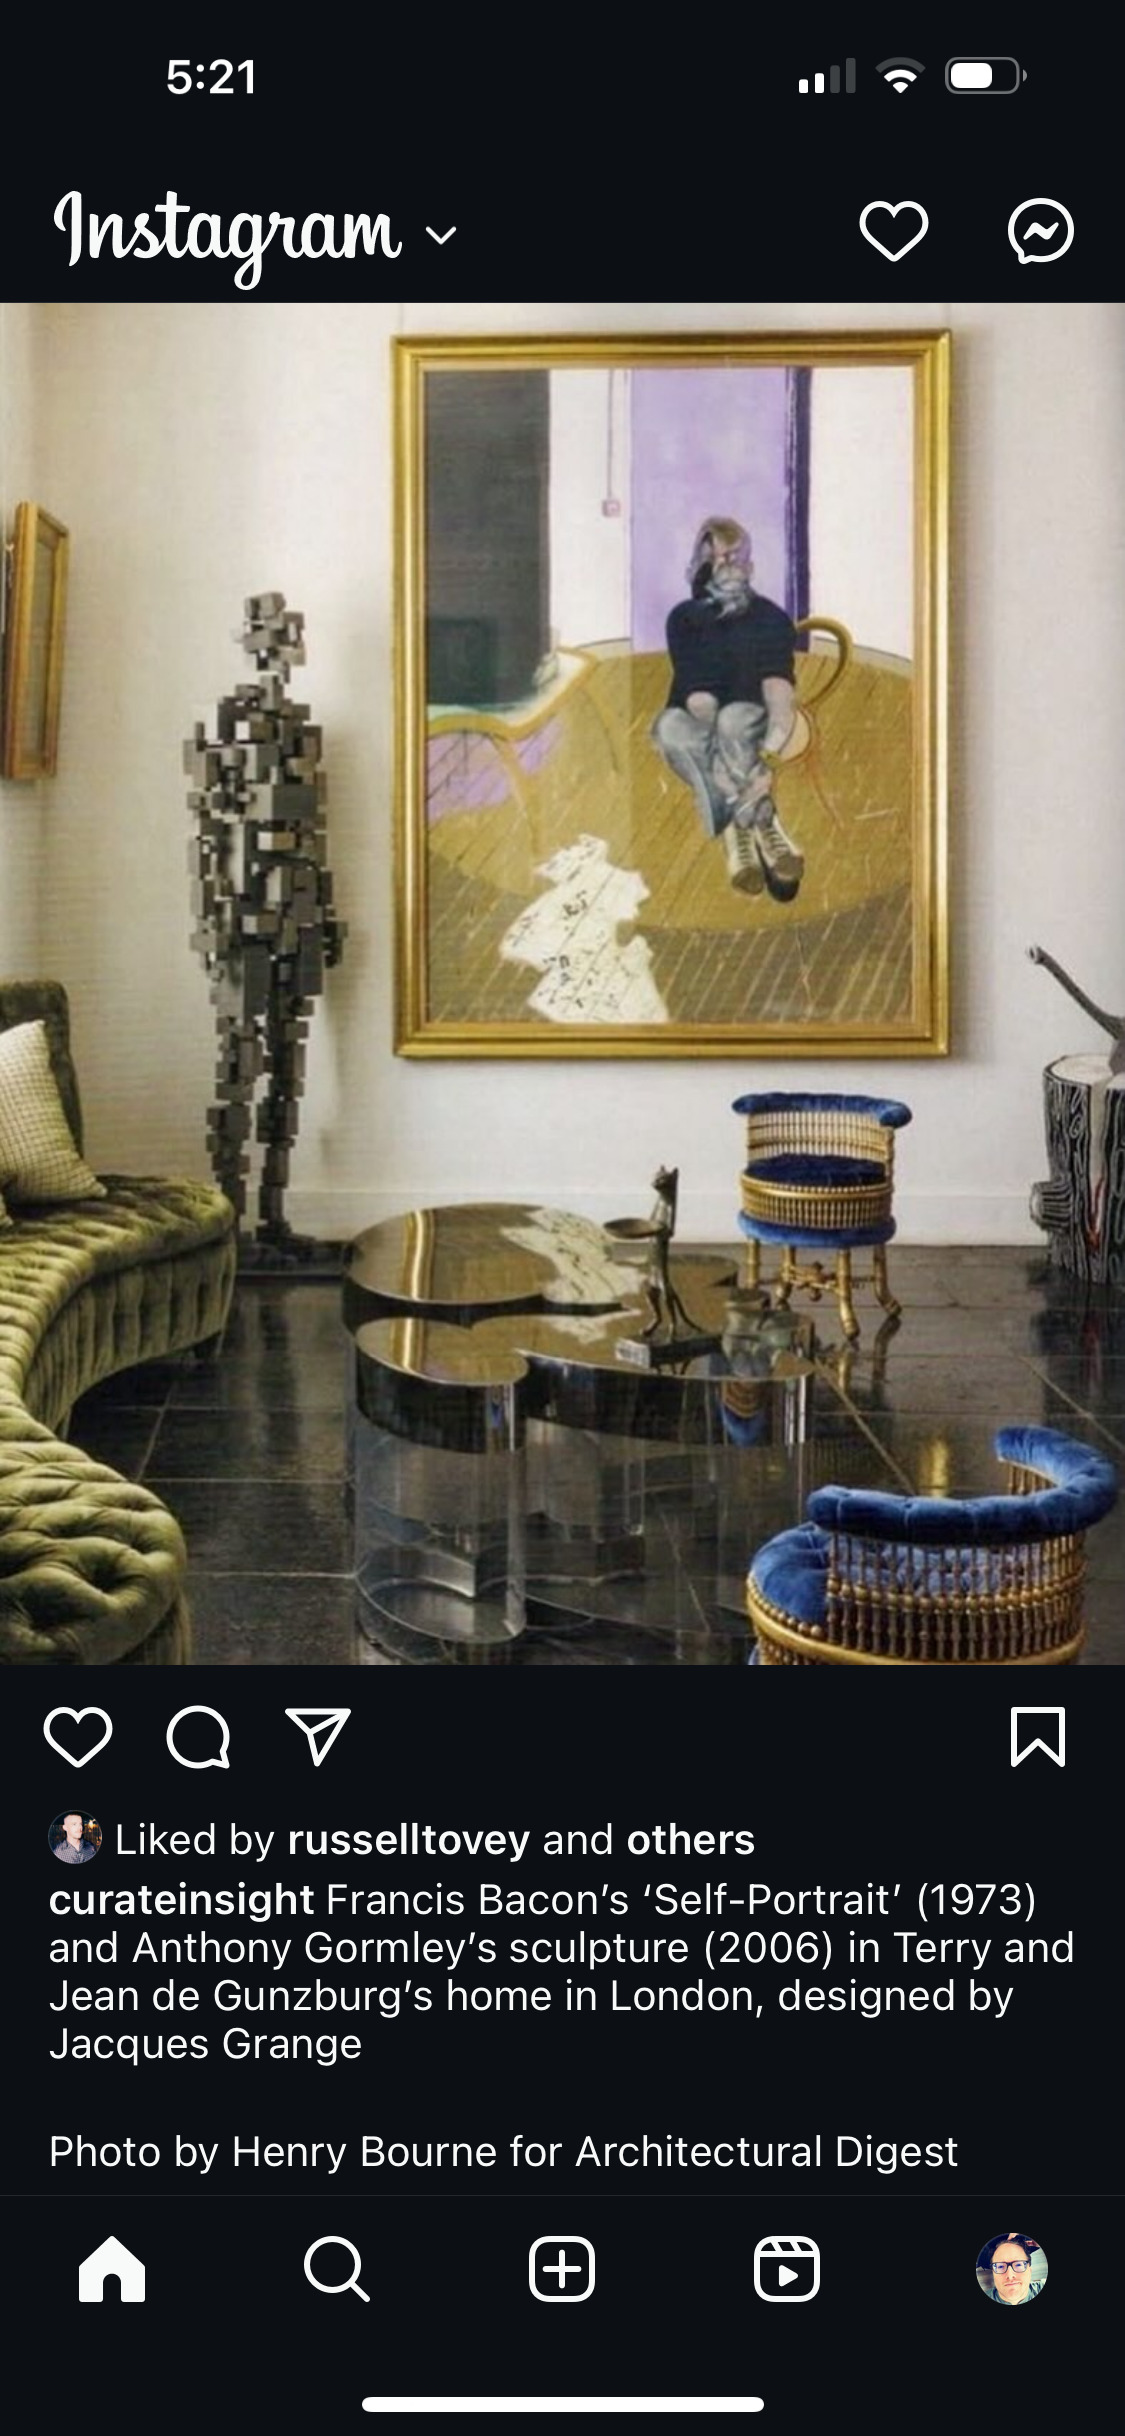 5:21
Instagram
Liked by russelltovey and others
curateinsight Francis Bacon’s ‘Self-Portrait’ (1973)
and Anthony Gormley’s sculpture (2006) in Terry and
Jean de Gunzburg’s home in London, designed by
Jacques Grange
Photo by Henry Bourne for Architectural Digest